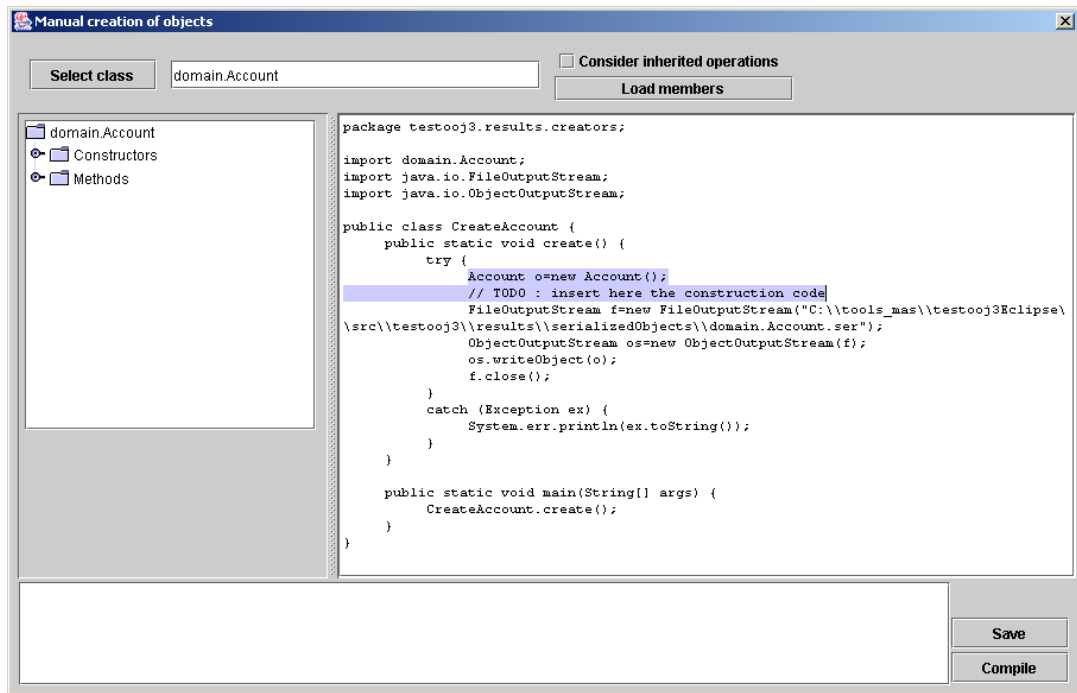 Manual creation of objects
Select class
domain.Account
Consider inherited operations
Load members
domain.Account
Constructors
Methods
package testooj3.results.creators;
import domain.Account;
import java.io.FileOutputStream;
import java.io.ObjectOutputStream;
public class CreateAccount {
public static void create() {
try {
Account o=new Account();
// TODO : insert here the construction code
FileOutputStream f=new FileOutputStream("C:\\tools_mas\\testooj3Eclipse\
\src\\testooj3\\results\\serializedObjects\\domain.Account.ser");
ObjectOutputStream os=new ObjectOutputStream(f);
os.writeObject(o);
f.close();
}
catch (Exception ex) {
System.err.println(ex.toString());
}
}
public static void main(String[] args) {
CreateAccount.create();
}
}
Save
Compile